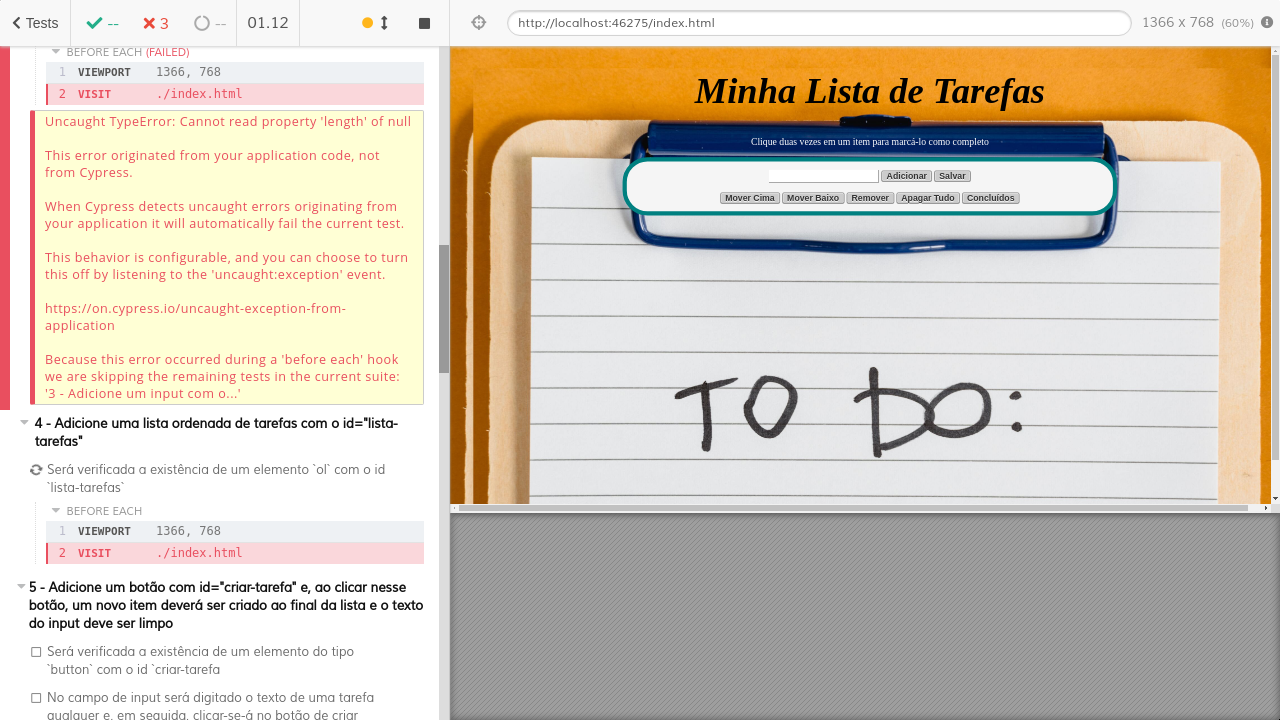 Tests
--
3
--
01.12
http://localhost:46275/index.html
1366 x 768 (60%)
BEFORE EACH (FAILED)
1 VIEWPORT 1366, 768
2 VISIT ./index.html
Uncaught TypeError: Cannot read property 'length' of null
This error originated from your application code, not
from Cypress.
When Cypress detects uncaught errors originating from
your application it will automatically fail the current test.
This behavior is configurable, and you can choose to turn
this off by listening to the 'uncaught:exception' event.
https://on.cypress.io/uncaught-exception-from-
application
Because this error occurred during a 'before each' hook
we are skipping the remaining tests in the current suite:
'3 - Adicione um input com o...'
4 - Adicione uma lista ordenada de tarefas com o id="lista-
tarefas"
Será verificada a existência de um elemento `ol` com o id
`lista-tarefas`
BEFORE EACH
1 VIEWPORT 1366, 768
2 VISIT ./index.html
5 - Adicione um botão com id="criar-tarefa" e, ao clicar nesse
botão, um novo item deverá ser criado ao final da lista e o texto
do input deve ser limpo
Será verificada a existência de um elemento do tipo
`button` com o id `criar-tarefa
No campo de input será digitado o texto de uma tarefa
qualquer e, em seguida, clicar-se-á no botão de criar
Minha Lista de Tarefas
Clique duas vezes em um item para marcá-lo como completo
Adicionar Salvar
Mover Cima Mover Baixo Remover Apagar Tudo Concluídos
TO DO: